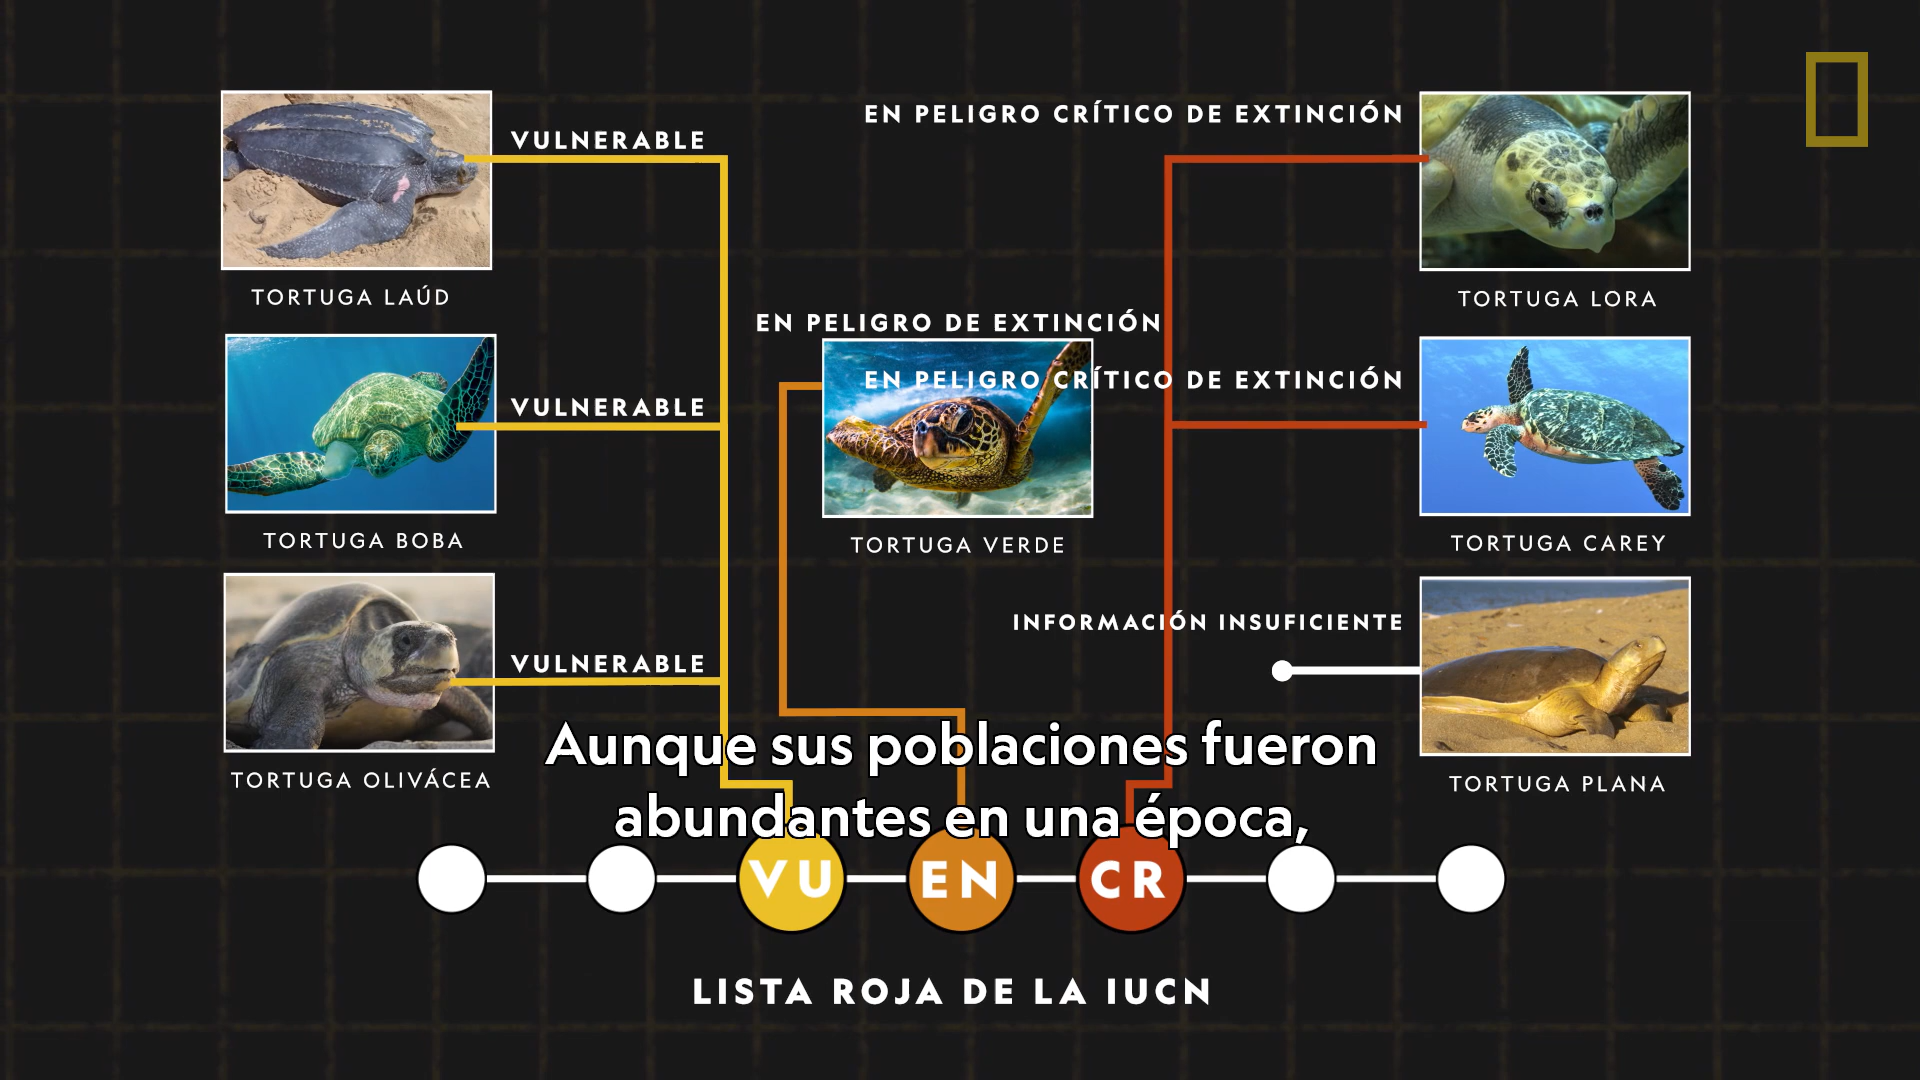 VULNERABLE
TORTUGA LAÚD
VULNERABLE
TORTUGA BOBA
VULNERABLE
TORTUGA OLIVÁCEA
EN PELIGRO DE EXTINCIÓN
TORTUGA VERDE
EN PELIGRO CRÍTICO DE EXTINCIÓN
TORTUGA LORA
EN PELIGRO CRÍTICO DE EXTINCIÓN
TORTUGA CAREY
INFORMACIÓN INSUFICIENTE
TORTUGA PLANA
Aunque sus poblaciones fueron
abundantes en una época,
VU EN CR
LISTA ROJA DE LA IUCN